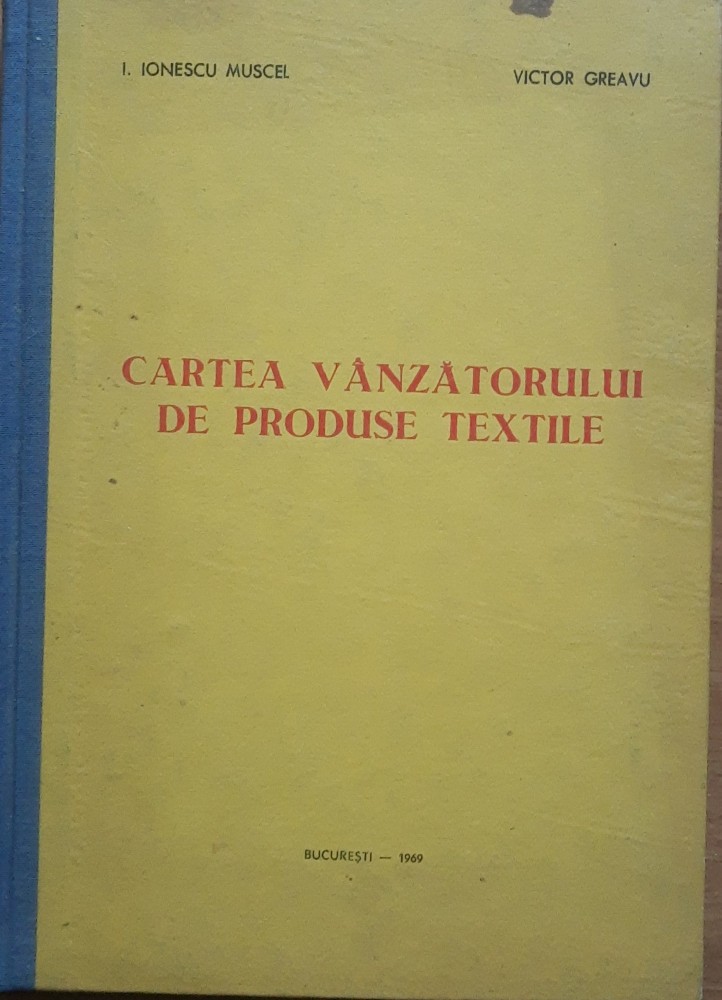 I. IONESCU MUSCEL VICTOR GREAVU
CARTEA VÂNZĂTORULUI
DE PRODUSE TEXTILE
BUCUREŞTI — 1969